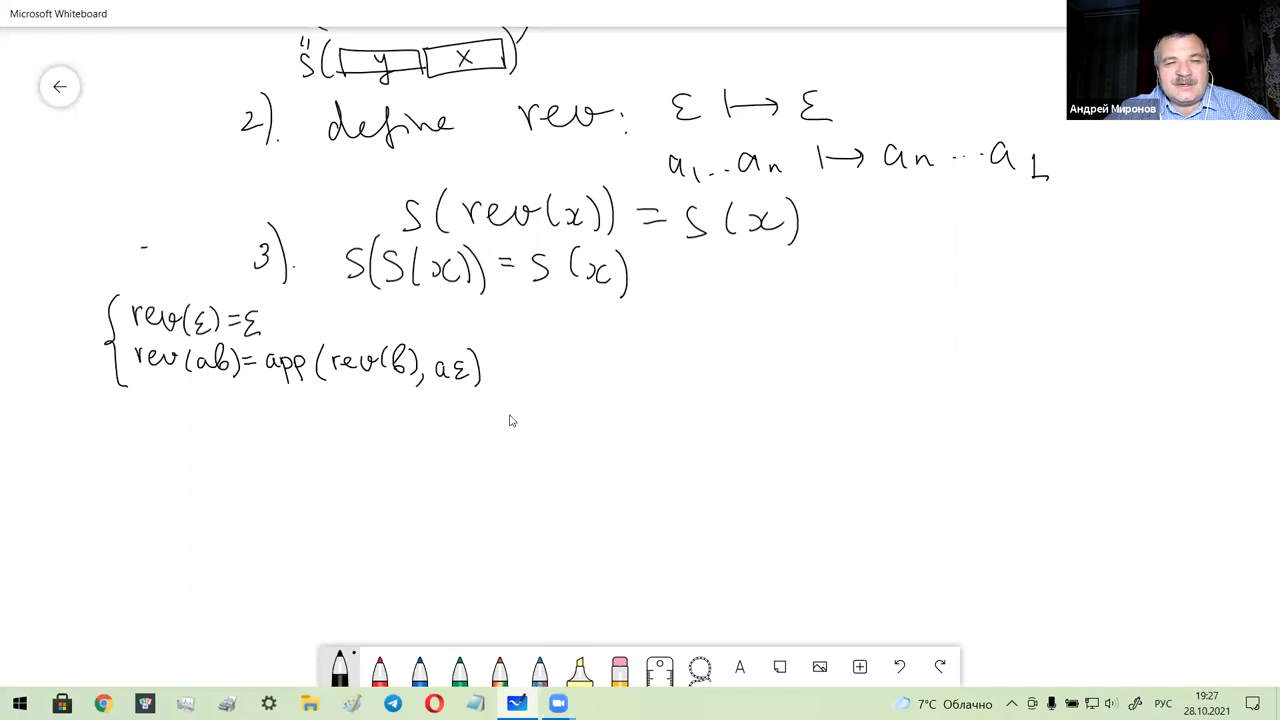 Microsoft Whiteboard
"
S( y x )
2). define rev: ε ↦ ε
a1...an ↦ an...a1
S(rev(x)) = S(x)
3). S(S(x)) = S(x)
rev(ε)=ε
rev(ab)= app(rev(b), aε)
Андрей Миронов
A
7°C Облачно
РУС
19:27
28.10.2021